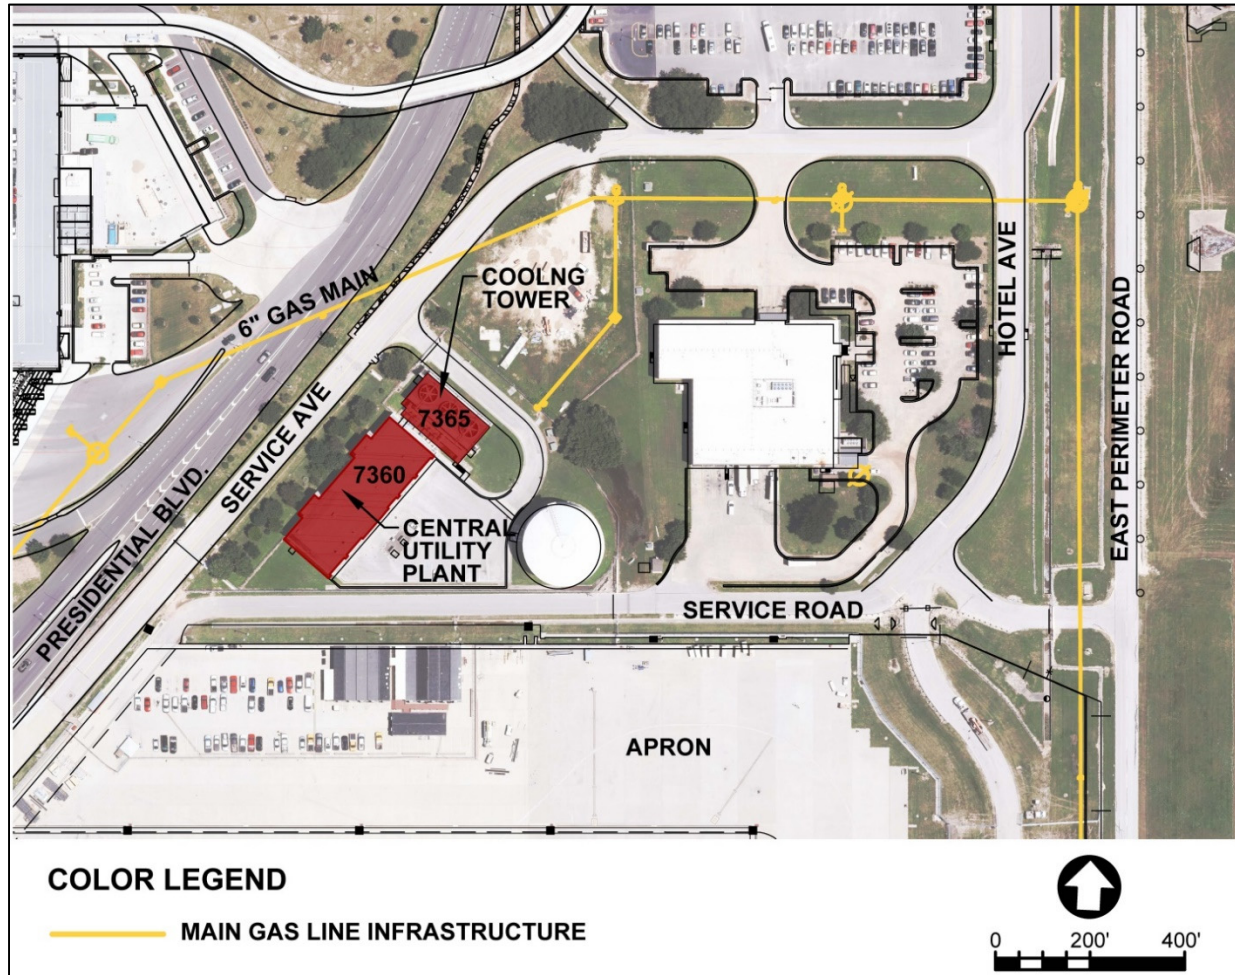 6" GAS MAIN
COOLNG
TOWER
7365
7360
CENTRAL
UTILITY
PLANT
SERVICE AVE
PRESIDENTIAL BLVD.
HOTEL AVE
EAST PERIMETER ROAD
SERVICE ROAD
APRON
COLOR LEGEND
MAIN GAS LINE INFRASTRUCTURE
0 200' 400'